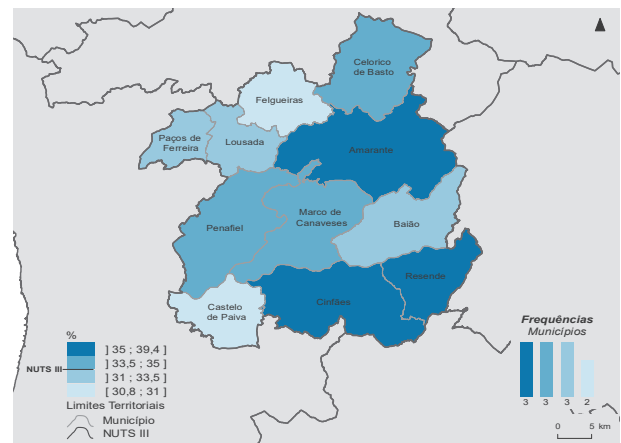 Celorico
de Basto
Felgueiras
Paços de
Ferreira
Lousada
Amarante
Penafiel
Marco de
Canaveses
Baião
Resende
Castelo
de Paiva
Cinfães
%
] 35 ; 39,4 ]
] 33,5 ; 35 ]
NUTS III
] 31 ; 33,5 ]
] 30,8 ; 31 ]
Limites Territoriais
Município
NUTS III
Frequências
Municípios
3 3 3 2
0 5 km